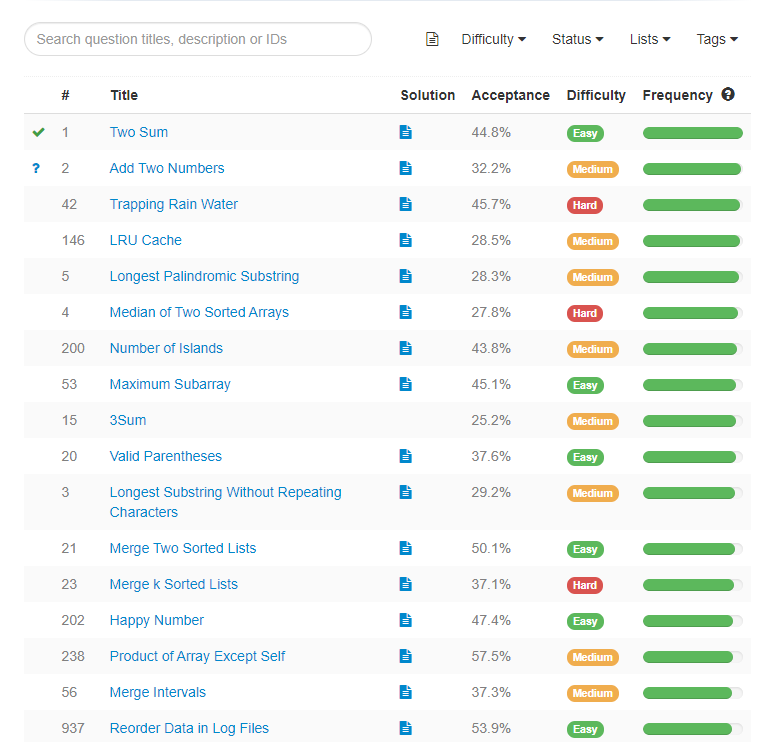 Search question titles, description or IDs Difficulty Status Lists Tags
# Title Solution Acceptance Difficulty Frequency ?
1 Two Sum 44.8% Easy
? 2 Add Two Numbers 32.2% Medium
42 Trapping Rain Water 45.7% Hard
146 LRU Cache 28.5% Medium
5 Longest Palindromic Substring 28.3% Medium
4 Median of Two Sorted Arrays 27.8% Hard
200 Number of Islands 43.8% Medium
53 Maximum Subarray 45.1% Easy
15 3Sum 25.2% Medium
20 Valid Parentheses 37.6% Easy
3 Longest Substring Without Repeating 29.2% Medium
Characters
21 Merge Two Sorted Lists 50.1% Easy
23 Merge k Sorted Lists 37.1% Hard
202 Happy Number 47.4% Easy
238 Product of Array Except Self 57.5% Medium
56 Merge Intervals 37.3% Medium
937 Reorder Data in Log Files 53.9% Easy